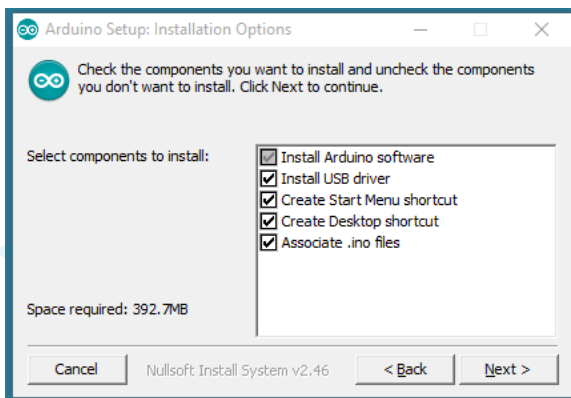 Arduino Setup: Installation Options
Check the components you want to install and uncheck the components
you don't want to install. Click Next to continue.
Select components to install:
Install Arduino software
Install USB driver
Create Start Menu shortcut
Create Desktop shortcut
Associate .ino files
Space required: 392.7MB
Cancel
Nullsoft Install System v2.46
< Back
Next >